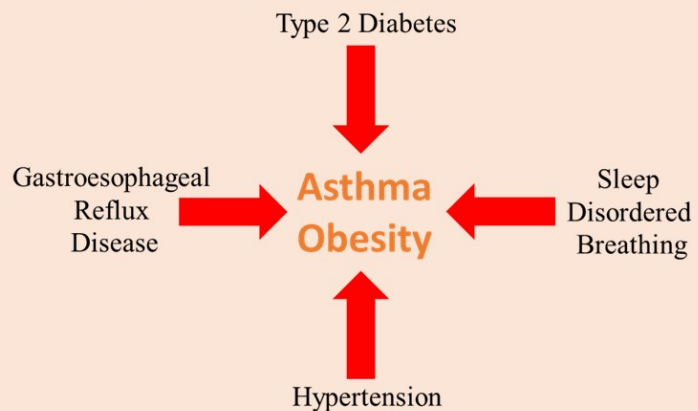 Type 2 Diabetes
Gastroesophageal
Reflux
Disease
Asthma
Obesity
Sleep
Disordered
Breathing
Hypertension